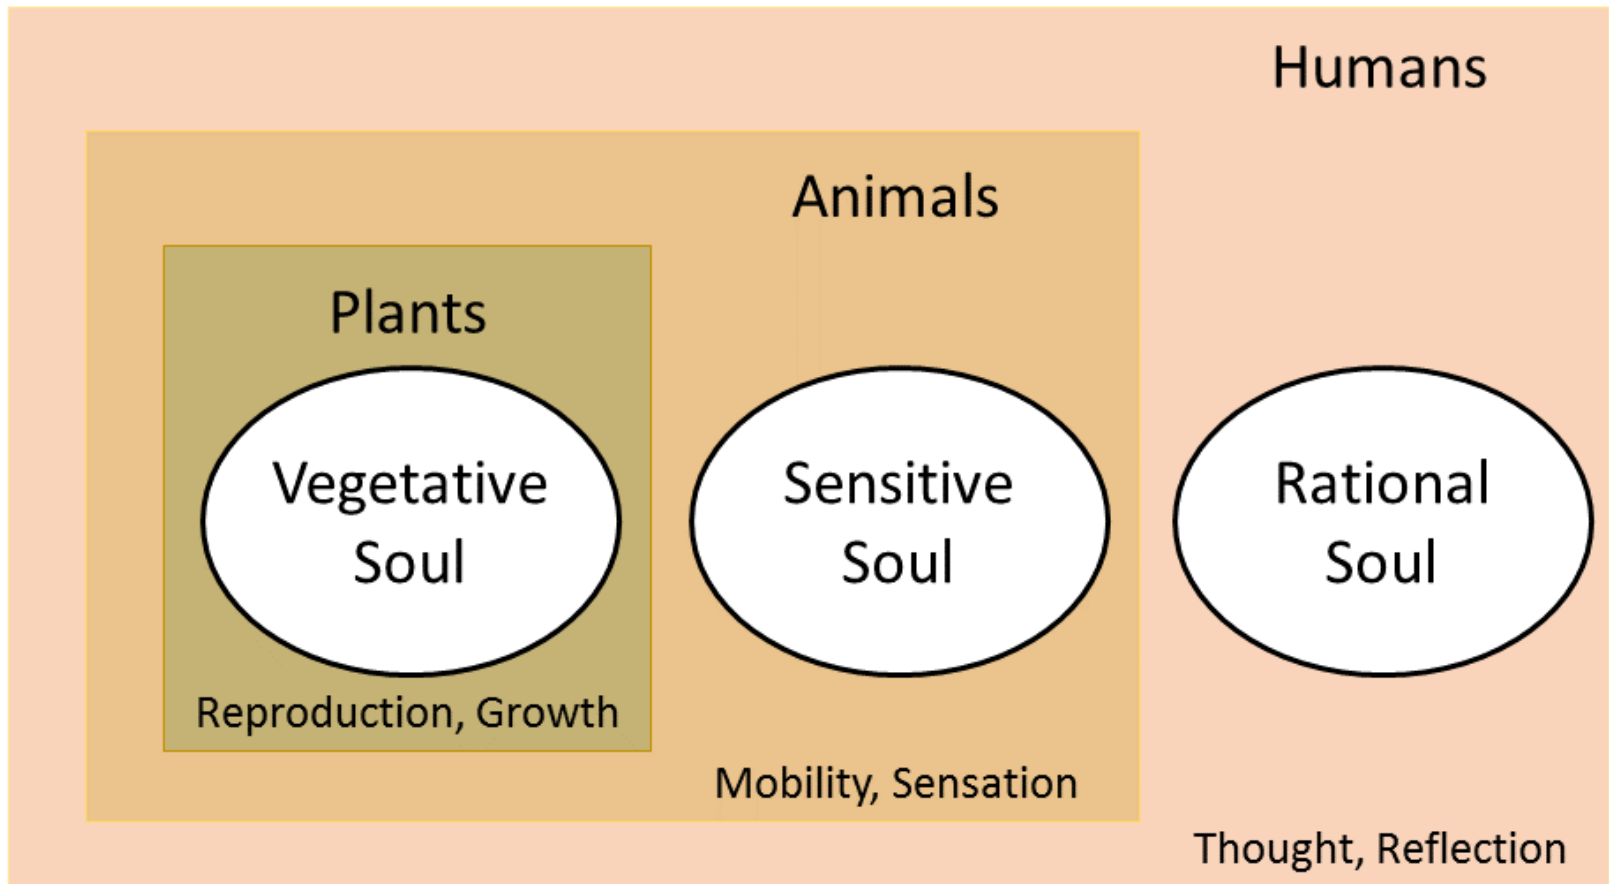 Humans
Animals
Plants
Vegetative
Soul
Sensitive
Soul
Rational
Soul
Reproduction, Growth
Mobility, Sensation
Thought, Reflection